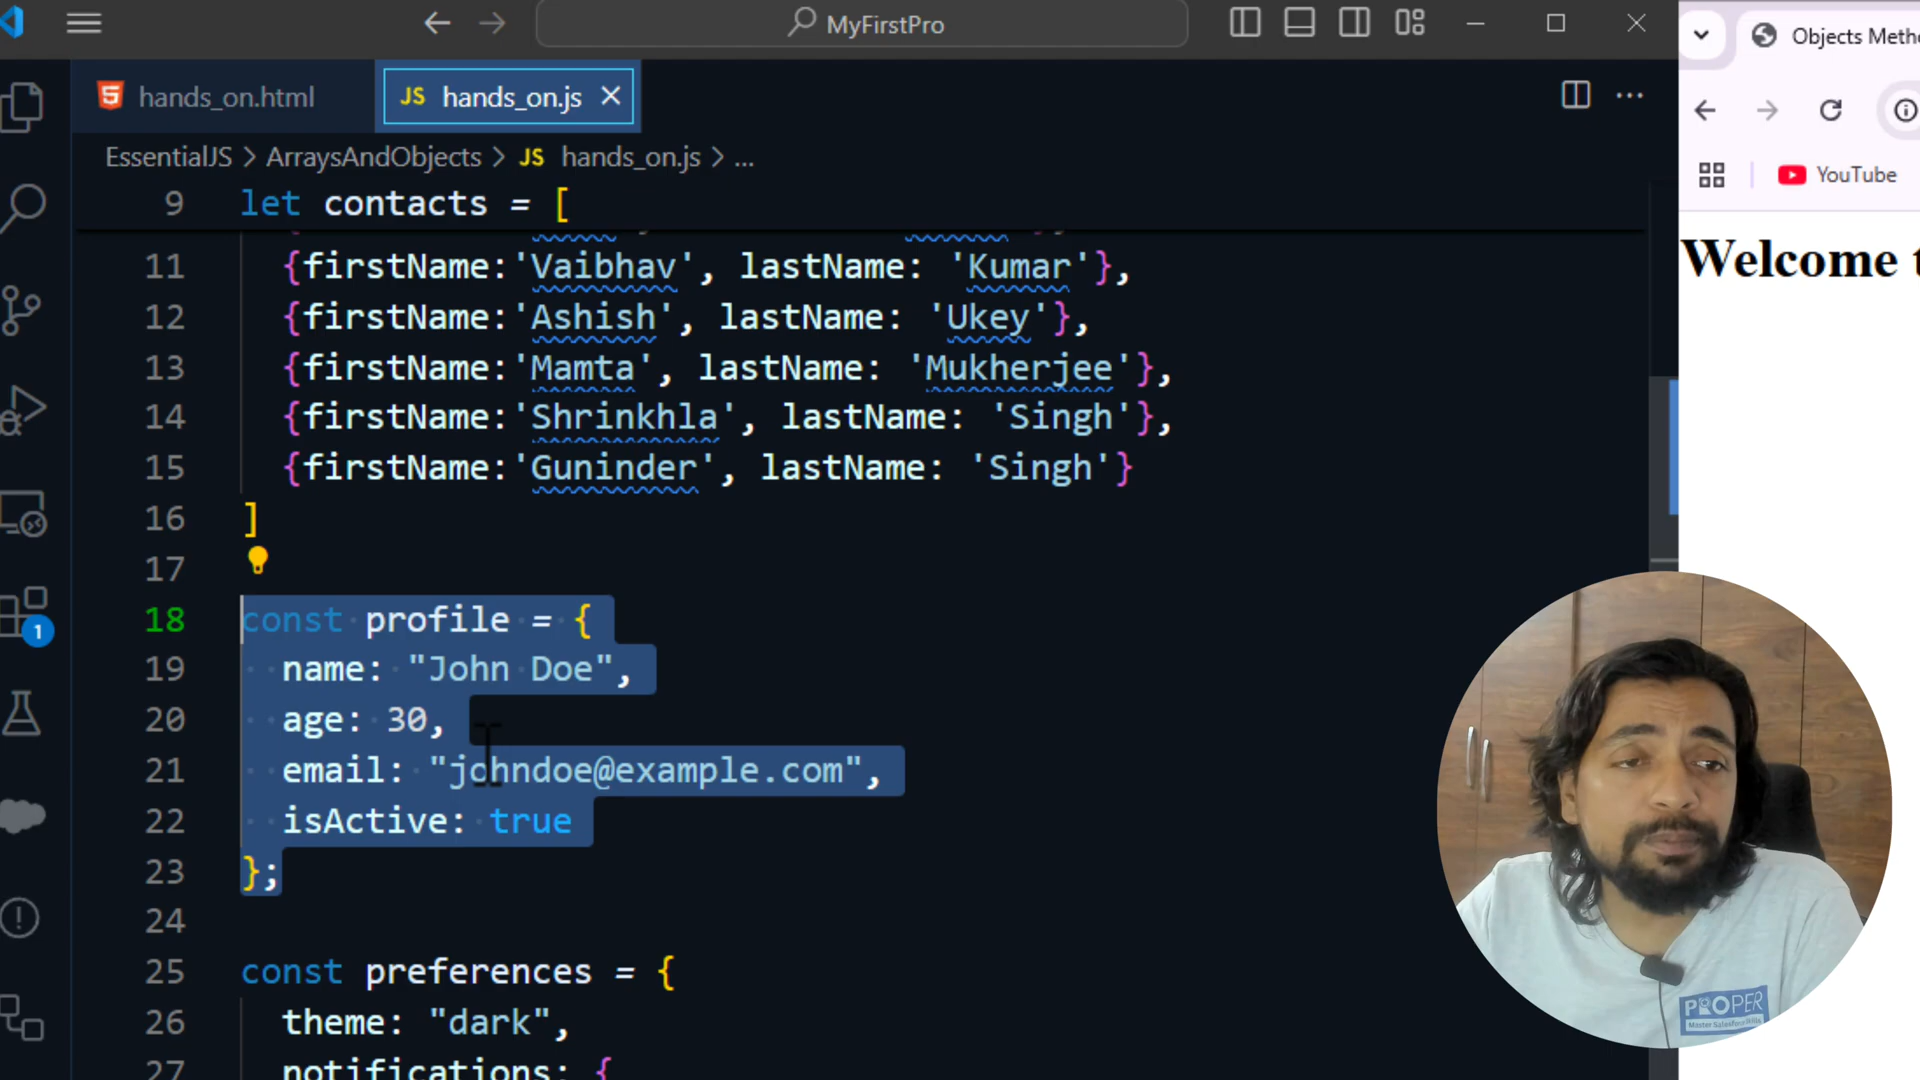 MyFirstPro
Objects Meth
hands_on.html
JS hands_on.js
EssentialJS > ArraysAndObjects > JS hands_on.js > ...
YouTube
9 let contacts = [
11 {firstName:'Vaibhav', lastName: 'Kumar'},
12 {firstName:'Ashish', lastName: 'Ukey'},
13 {firstName:'Mamta', lastName: 'Mukherjee'},
14 {firstName:'Shrinkhla', lastName: 'Singh'},
15 {firstName:'Guninder', lastName: 'Singh'}
16 ]
17
18 const profile = {
19 name: "John Doe",
20 age: 30,
21 email: "johndoe@example.com",
22 isActive: true
23 };
24
25 const preferences = {
26 theme: "dark",
27 notifications: {
Welcome t
1
PROPER
Master Salesforce Skills